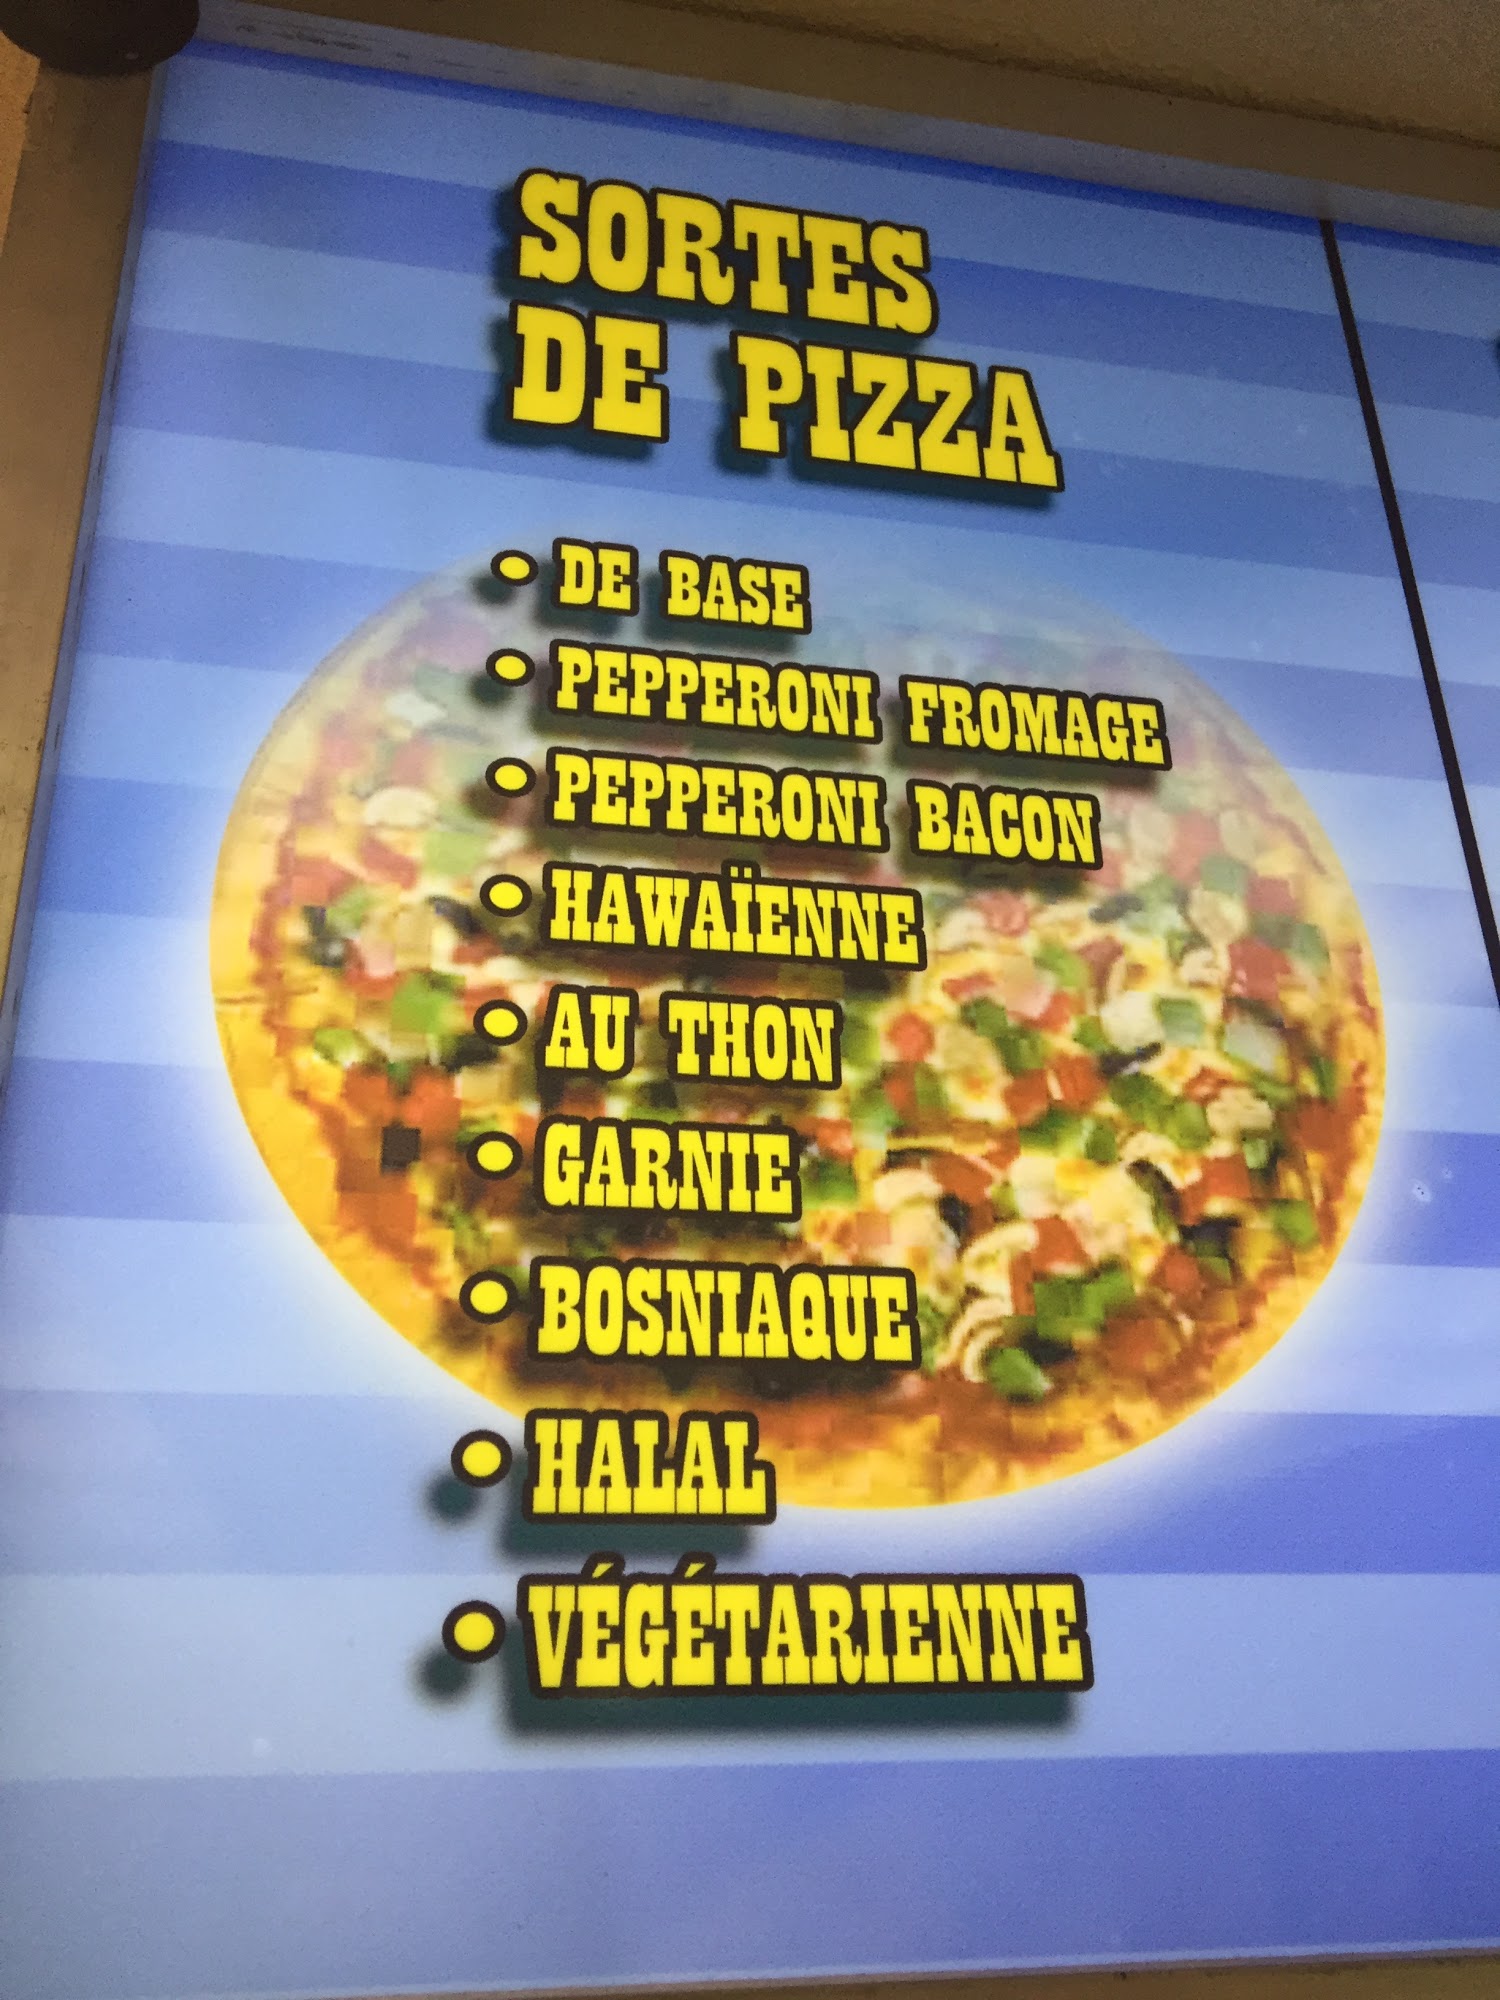 SORTES
DE PIZZA
• DE BASE
• PEPPERONI FROMAGE
• PEPPERONI BACON
• HAWAÏENNE
• AU THON
• GARNIE
• BOSNIAQUE
• HALAL
• VÉGÉTARIENNE